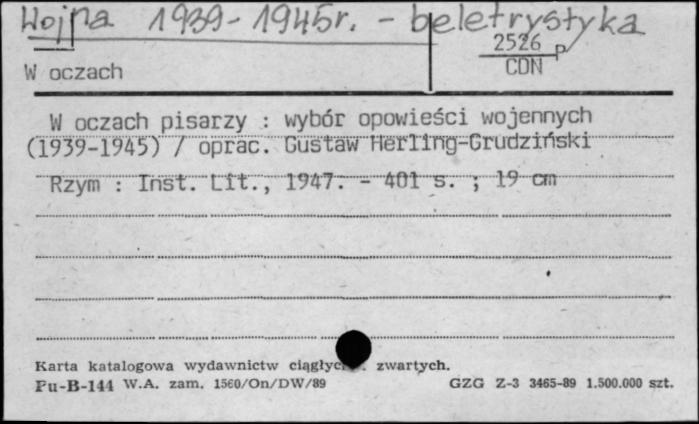 Wojna 1939-1945r. - beletrystyka
2526 p
CDN
W oczach
W oczach pisarzy : wybór opowieści wojennych
(1939-1945) / oprac. Gustaw Herling-Grudziński
Rzym : Inst. Lit., 1947. - 401 s. ; 19 cm
Karta katalogowa wydawnictw zwartych.
Pu-B-144 W.A. zam. 1560/On/DW/89 GZG Z-3 3465-89 1.500.000 szt.